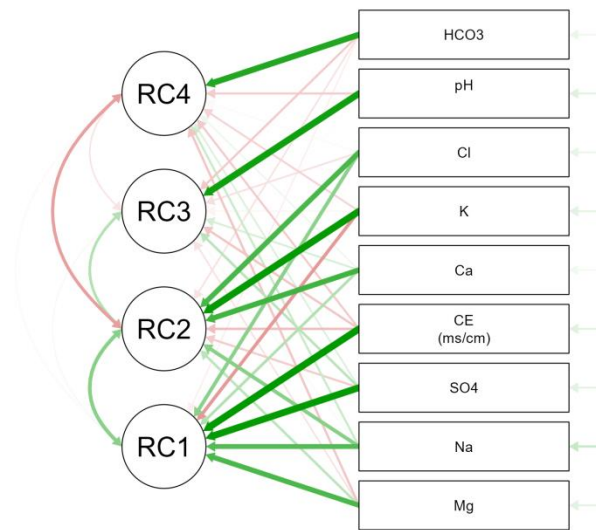 HCO3
pH
Cl
K
Ca
CE
(ms/cm)
SO4
Na
Mg
RC4
RC3
RC2
RC1